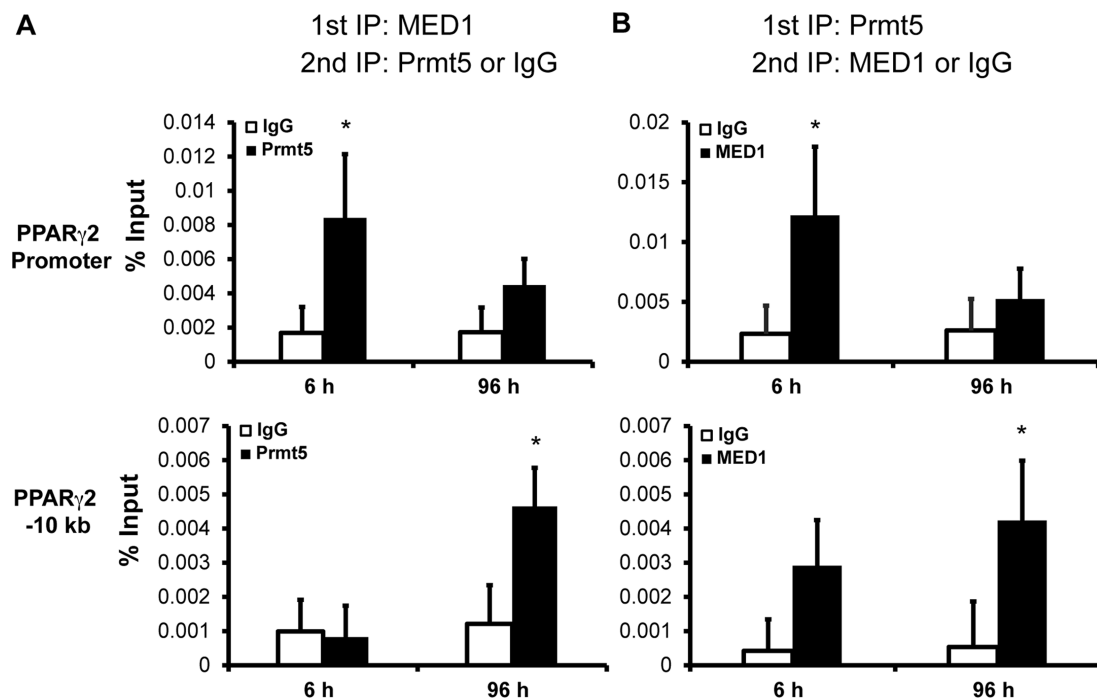 A
1st IP: MED1
2nd IP: Prmt5 or IgG
B
1st IP: Prmt5
2nd IP: MED1 or IgG
PPARγ2
Promoter
% Input
0.014
0.012
0.01
0.008
0.006
0.004
0.002
0
IgG
Prmt5
*
6 h
96 h
0.02
0.015
0.01
0.005
0
IgG
MED1
*
6 h
96 h
PPARγ2
-10 kb
% Input
0.007
0.006
0.005
0.004
0.003
0.002
0.001
0
IgG
Prmt5
*
6 h
96 h
0.007
0.006
0.005
0.004
0.003
0.002
0.001
0
IgG
MED1
*
6 h
96 h